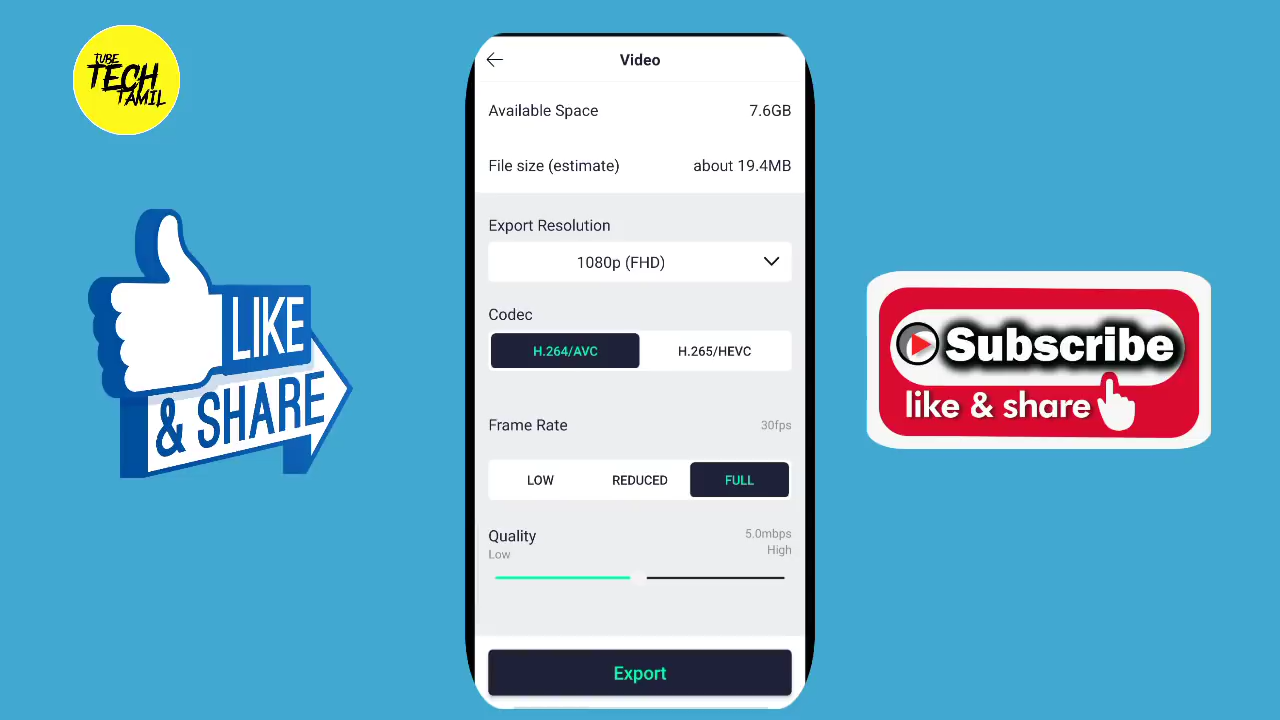 TUBE
TECH
TAMIL
LIKE
& SHARE
Video
Available Space 7.6GB
File size (estimate) about 19.4MB
Export Resolution
1080p (FHD)
Codec
H.264/AVC H.265/HEVC
Frame Rate 30fps
LOW REDUCED FULL
Quality 5.0mbps
Low High
Export
Subscribe
like & share